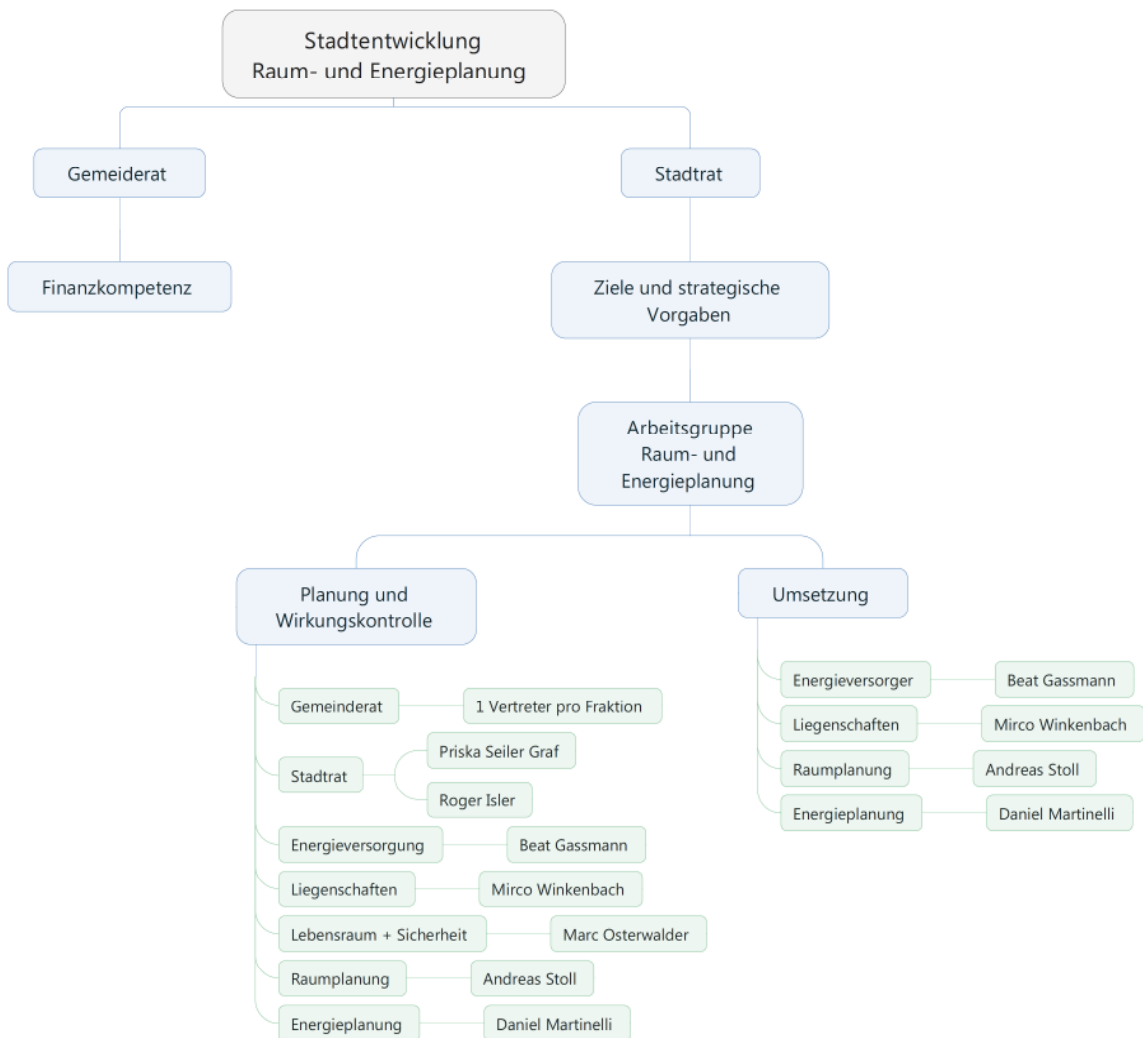 Stadtentwicklung
Raum- und Energieplanung
Gemeiderat
Stadtrat
Finanzkompetenz
Ziele und strategische
Vorgaben
Arbeitsgruppe
Raum- und
Energieplanung
Planung und
Wirkungskontrolle
Gemeinderat
1 Vertreter pro Fraktion
Stadtrat
Priska Seiler Graf
Roger Isler
Energieversorgung
Beat Gassmann
Liegenschaften
Mirco Winkenbach
Lebensraum + Sicherheit
Marc Osterwalder
Raumplanung
Andreas Stoll
Energieplanung
Daniel Martinelli
Umsetzung
Energieversorger
Beat Gassmann
Liegenschaften
Mirco Winkenbach
Raumplanung
Andreas Stoll
Energieplanung
Daniel Martinelli